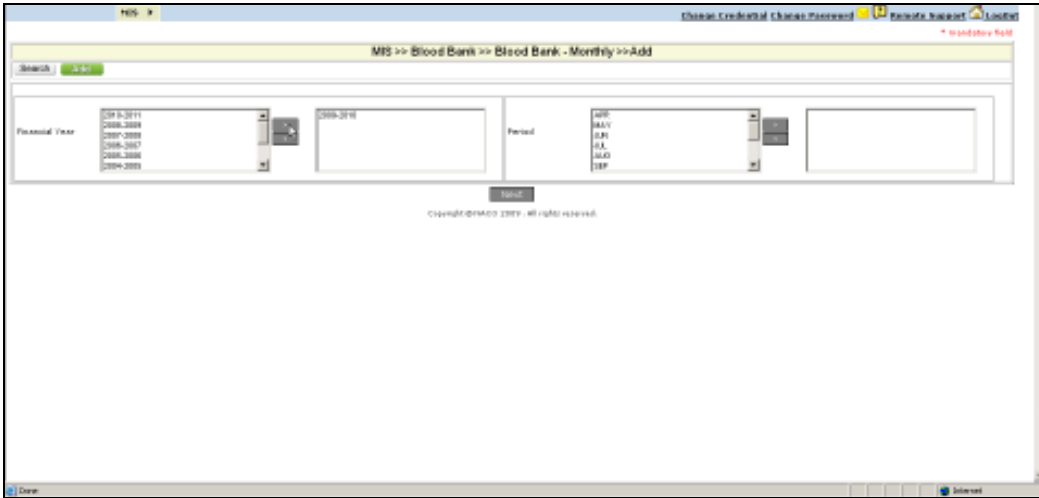 MIS
Change Credential Change Password Remote Support LogOut
* mandatory field
MIS >> Blood Bank >> Blood Bank - Monthly >>Add
Search Add
Financial Year
2010-2011
2008-2009
2007-2008
2006-2007
2005-2006
2004-2005
2009-2010
Period
APR
MAY
JUN
JUL
AUG
SEP
Next
Copyright @NACO 2009 . All rights reserved.
Done
Internet